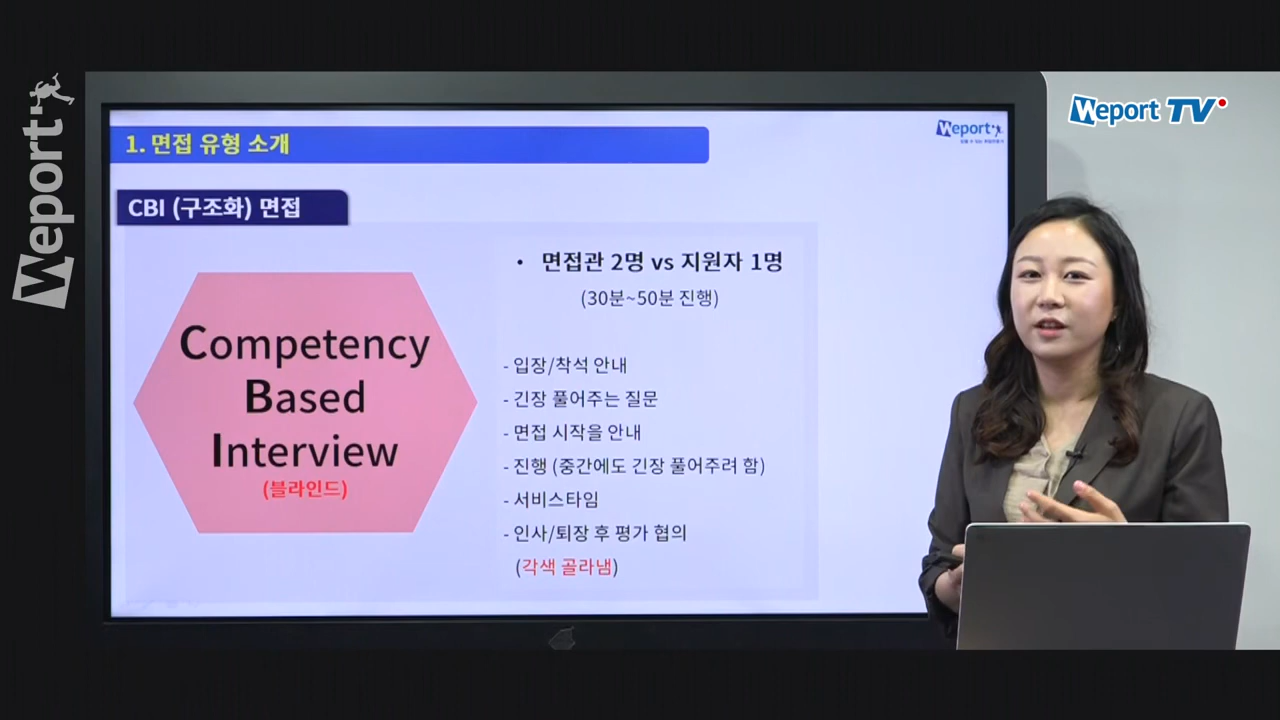 Weport
Weport TV
1. 면접 유형 소개
Weport
CBI (구조화) 면접
Competency
Based
Interview
(블라인드)
• 면접관 2명 vs 지원자 1명
(30분~50분 진행)
- 입장/착석 안내
- 긴장 풀어주는 질문
- 면접 시작을 안내
- 진행 (중간에도 긴장 풀어주려 함)
- 서비스타임
- 인사/퇴장 후 평가 협의
(각색 골라냄)